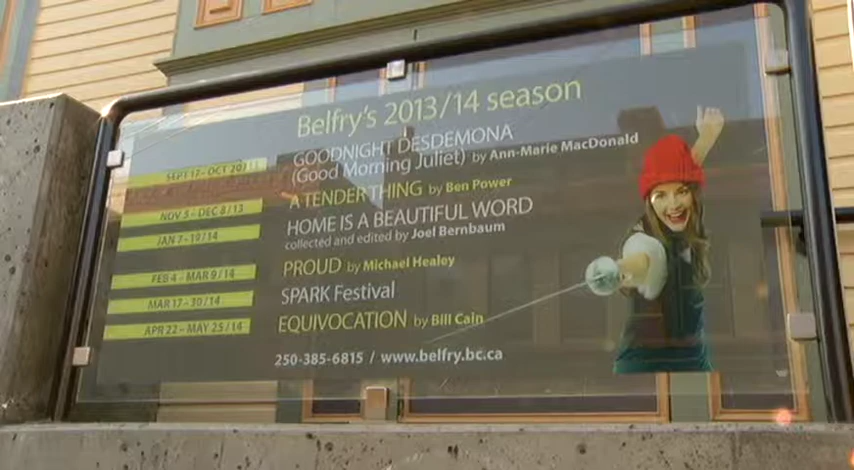 Belfry's 2013/14 season
SEPT 17 - OCT 20/13 GOODNIGHT DESDEMONA
(Good Morning Juliet) by Ann-Marie MacDonald
NOV 5 - DEC 8/13 A TENDER THING by Ben Power
JAN 7 - 19/14 HOME IS A BEAUTIFUL WORD
collected and edited by Joel Bernbaum
FEB 4 - MAR 9/14 PROUD by Michael Healey
MAR 17 - 30/14 SPARK Festival
APR 22 - MAY 25/14 EQUIVOCATION by Bill Cain
250-385-6815 / www.belfry.bc.ca